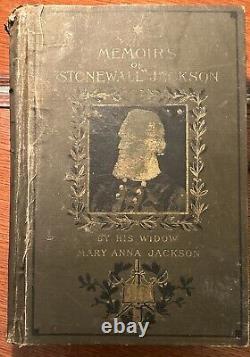 MEMOIRS
OF
"STONEWALL" JACKSON
BY HIS WIDOW
MARY ANNA JACKSON